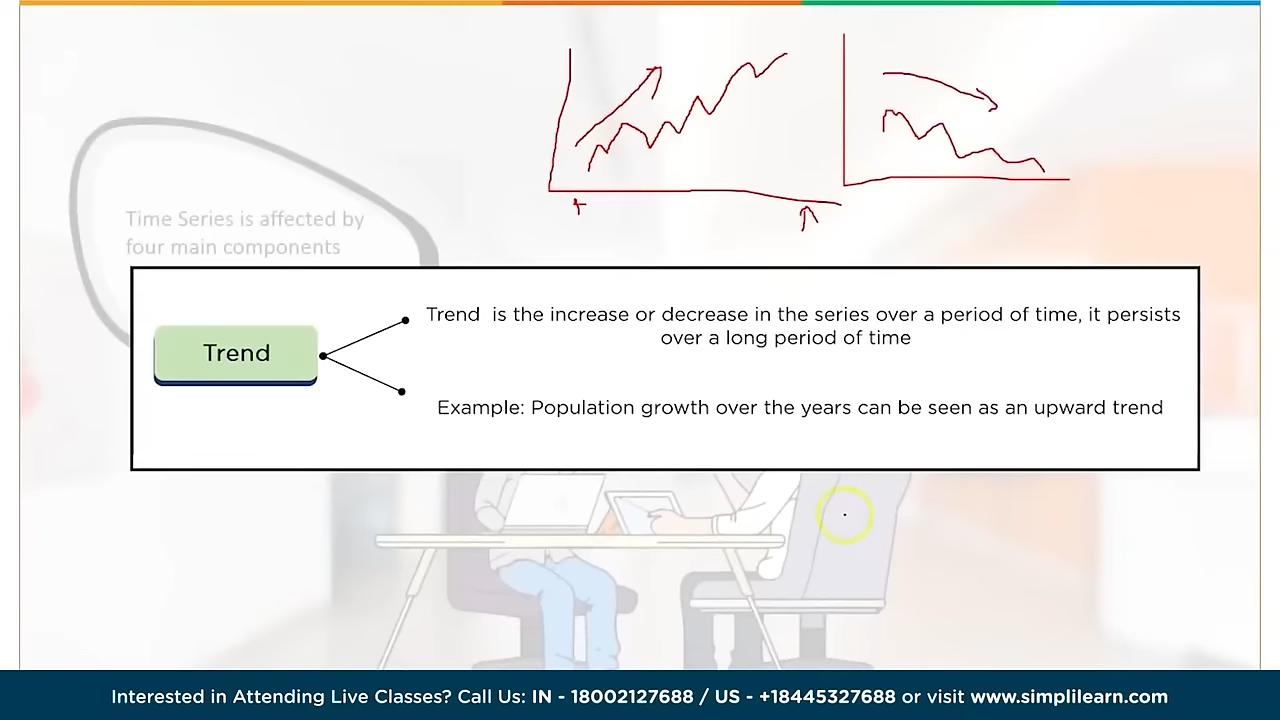 Time Series is affected by
four main components
Trend
Trend is the increase or decrease in the series over a period of time, it persists
over a long period of time
Example: Population growth over the years can be seen as an upward trend
Interested in Attending Live Classes? Call Us: IN - 18002127688 / US - +18445327688 or visit www.simplilearn.com